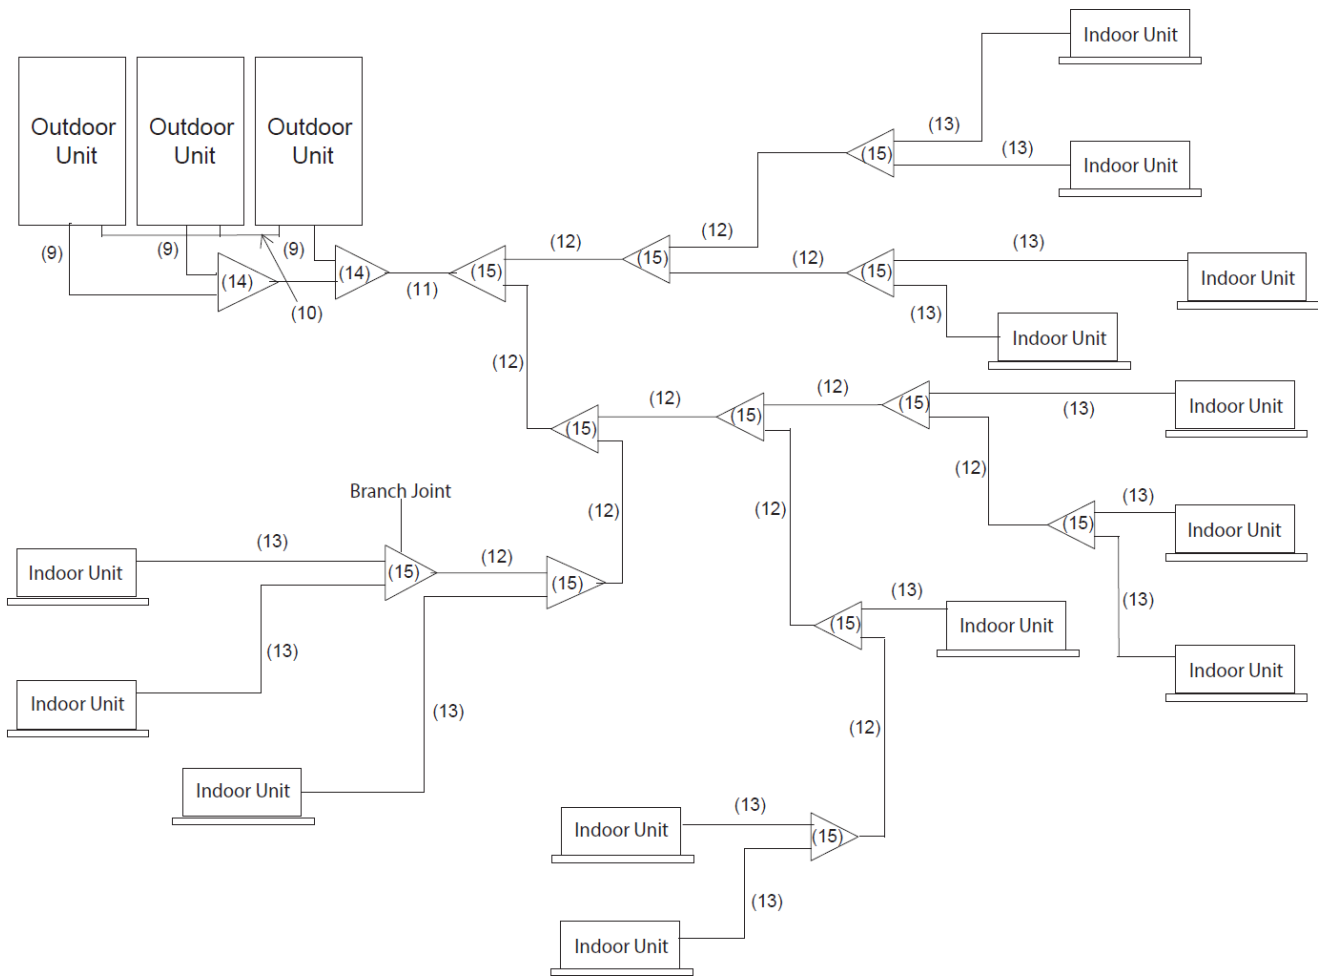 Indoor Unit
Outdoor
Unit
Outdoor
Unit
Outdoor
Unit
(13)
(15)
(13)
Indoor Unit
(9)
(9)
(9)
(12)
(12)
(15)
(13)
(14)
(14)
(15)
(12)
(15)
Indoor Unit
(11)
(10)
(13)
Indoor Unit
(12)
(12)
(12)
(15)
(15)
(15)
(13)
Indoor Unit
(12)
Branch Joint
(12)
(12)
(13)
(15)
Indoor Unit
(13)
(12)
Indoor Unit
(15)
(15)
(13)
(13)
(15)
Indoor Unit
(13)
Indoor Unit
Indoor Unit
(13)
(12)
Indoor Unit
(13)
Indoor Unit
(15)
(13)
Indoor Unit